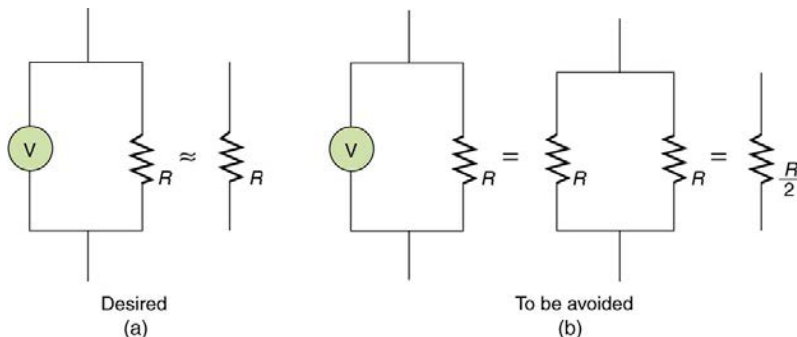 V
R
≈
R
V
R
=
R
R
=
R/2
Desired
(a)
To be avoided
(b)